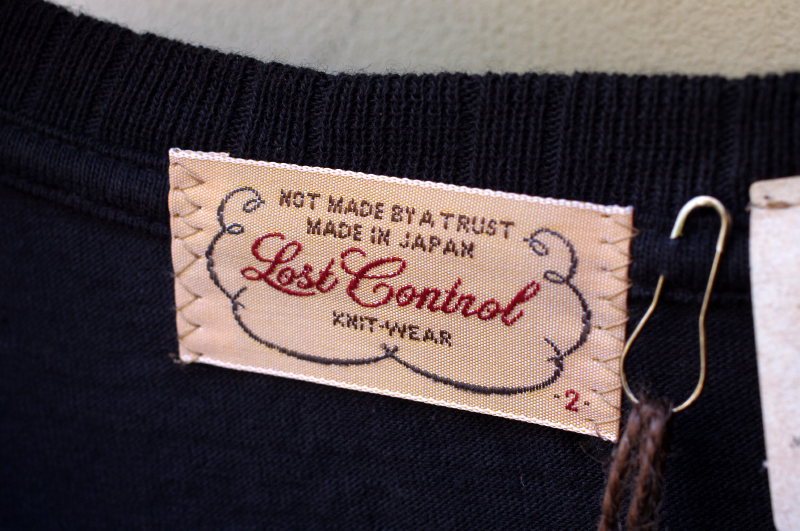 NOT MADE BY A TRUST
MADE IN JAPAN
Lost Control
KNIT-WEAR
-2-